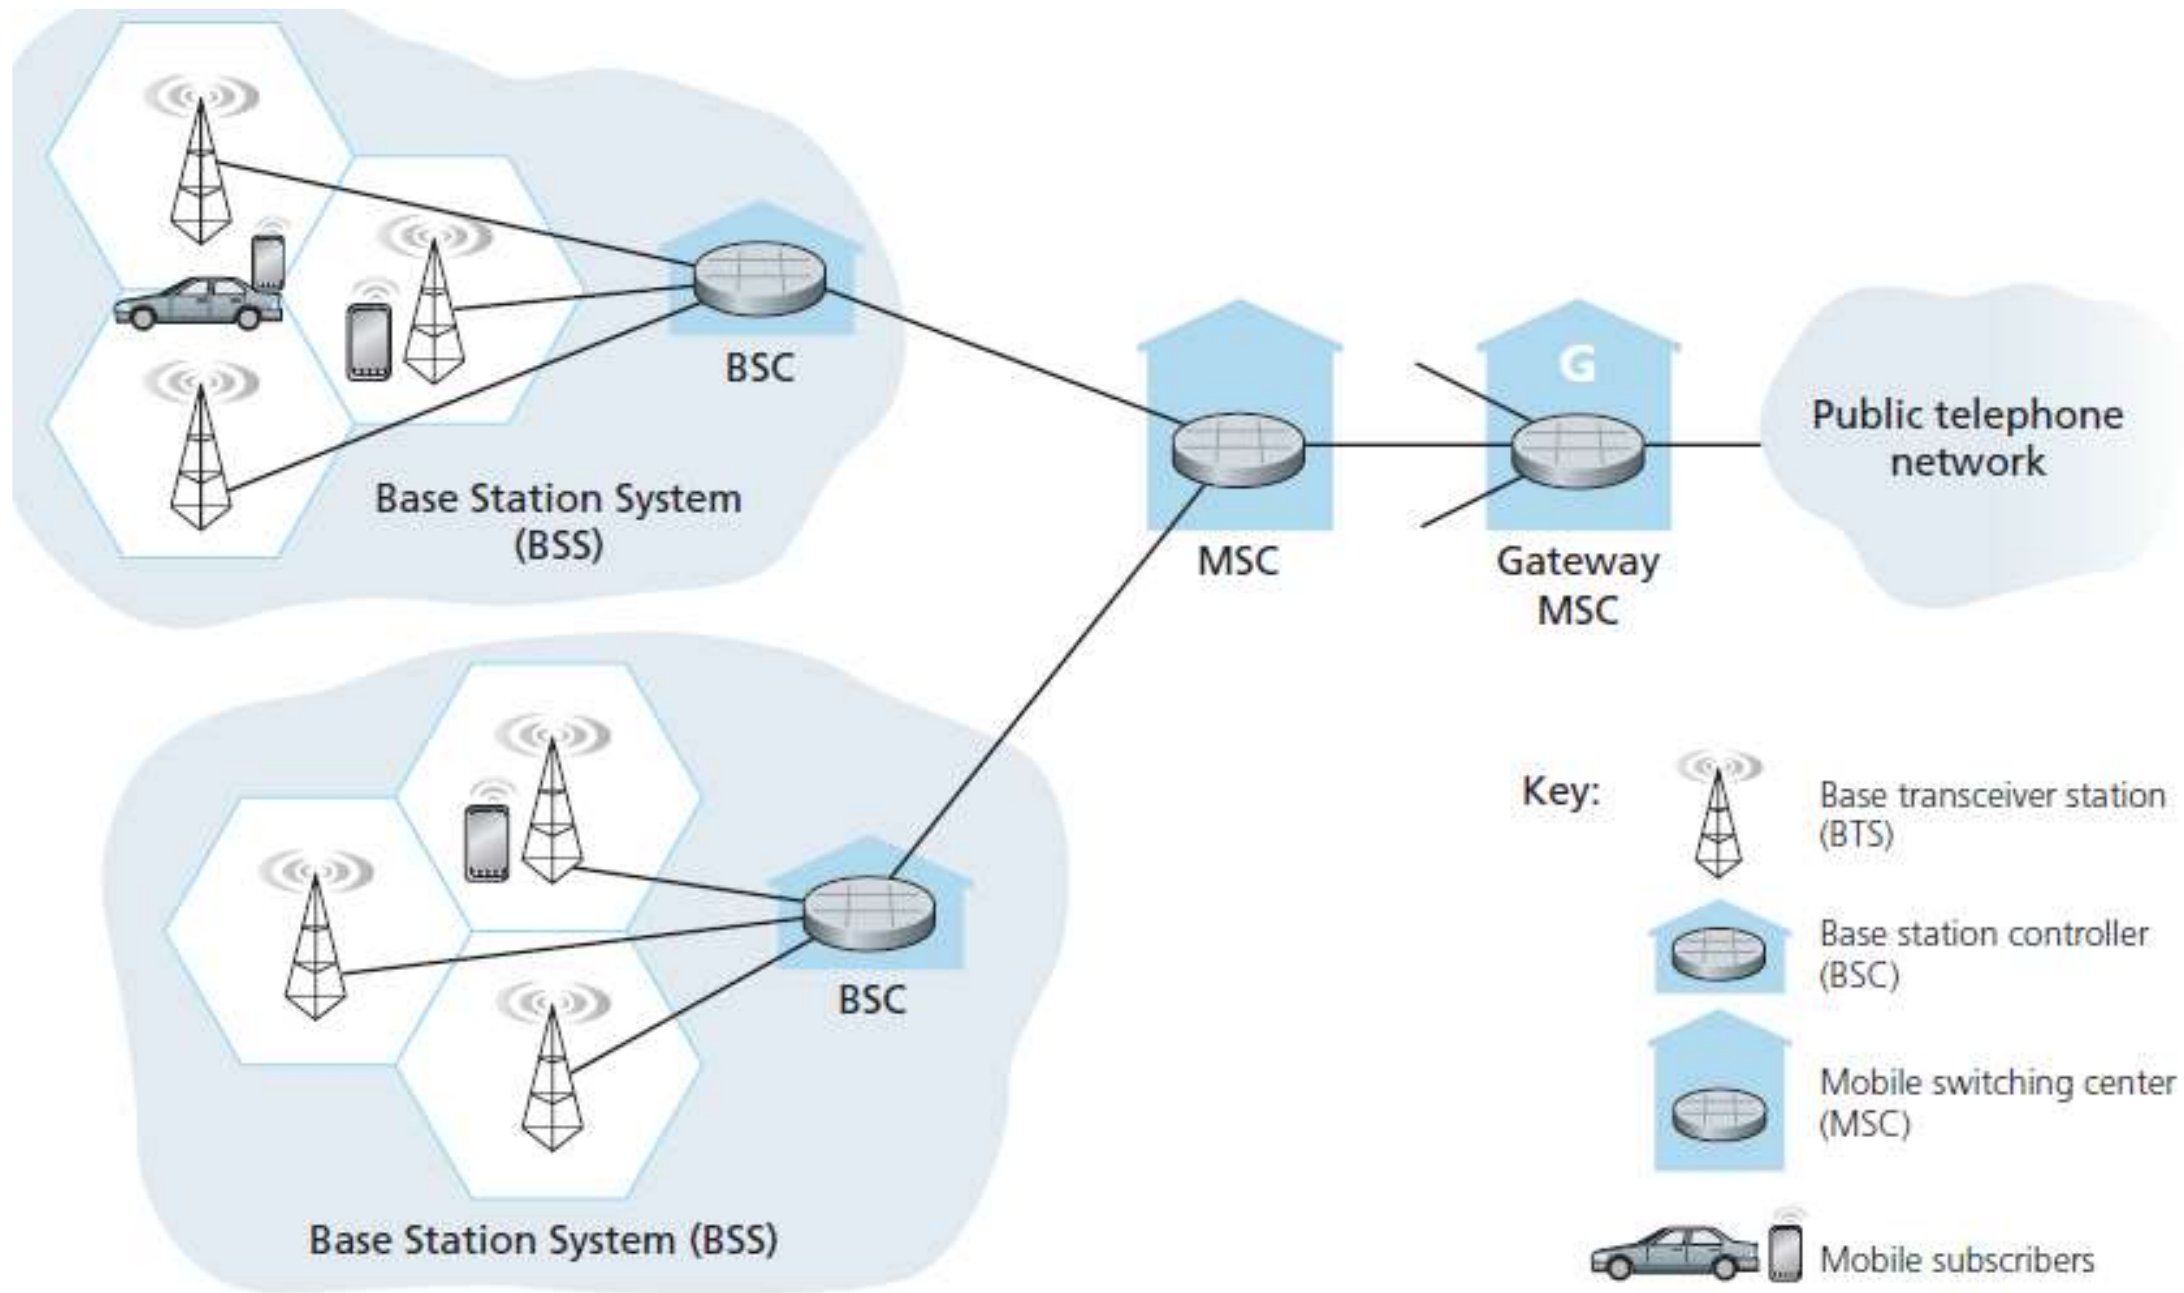 BSC
Base Station System
(BSS)
MSC
G
Gateway
MSC
Public telephone
network
BSC
Base Station System (BSS)
Key:
Base transceiver station
(BTS)
Base station controller
(BSC)
Mobile switching center
(MSC)
Mobile subscribers